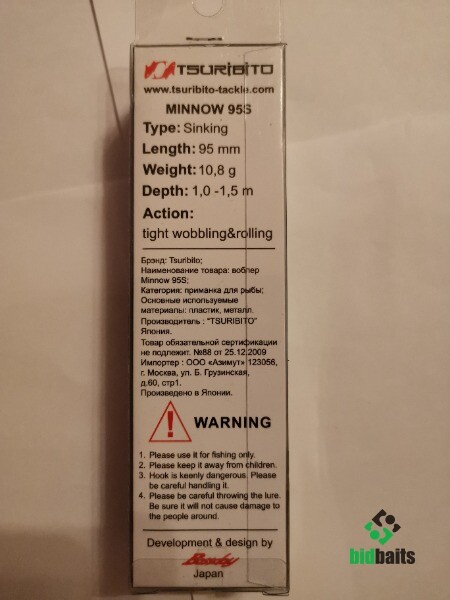 TSURIBITO
www.tsuribito-tackle.com
MINNOW 95S
Type: Sinking
Length: 95 mm
Weight: 10,8 g
Depth: 1,0 -1,5 m
Action:
tight wobbling&rolling
Брэнд: Tsuribito;
Наименование товара: воблер
Minnow 95S;
Категория: приманка для рыбы;
Основные используемые
материалы: пластик, металл.
Производитель : "TSURIBITO"
Япония.
Товар обязательной сертификации
не подлежит. №88 от 25.12.2009
Импортер : ООО «Азимут» 123056,
г. Москва, ул. Б. Грузинская,
д.60, стр1.
Произведено в Японии.
WARNING
1. Please use it for fishing only.
2. Please keep it away from children.
3. Hook is keenly dangerous. Please
be careful handling it.
4. Please be careful throwing the lure.
Be sure it will not cause damage to
the people around.
Development & design by
Japan
bidbaits